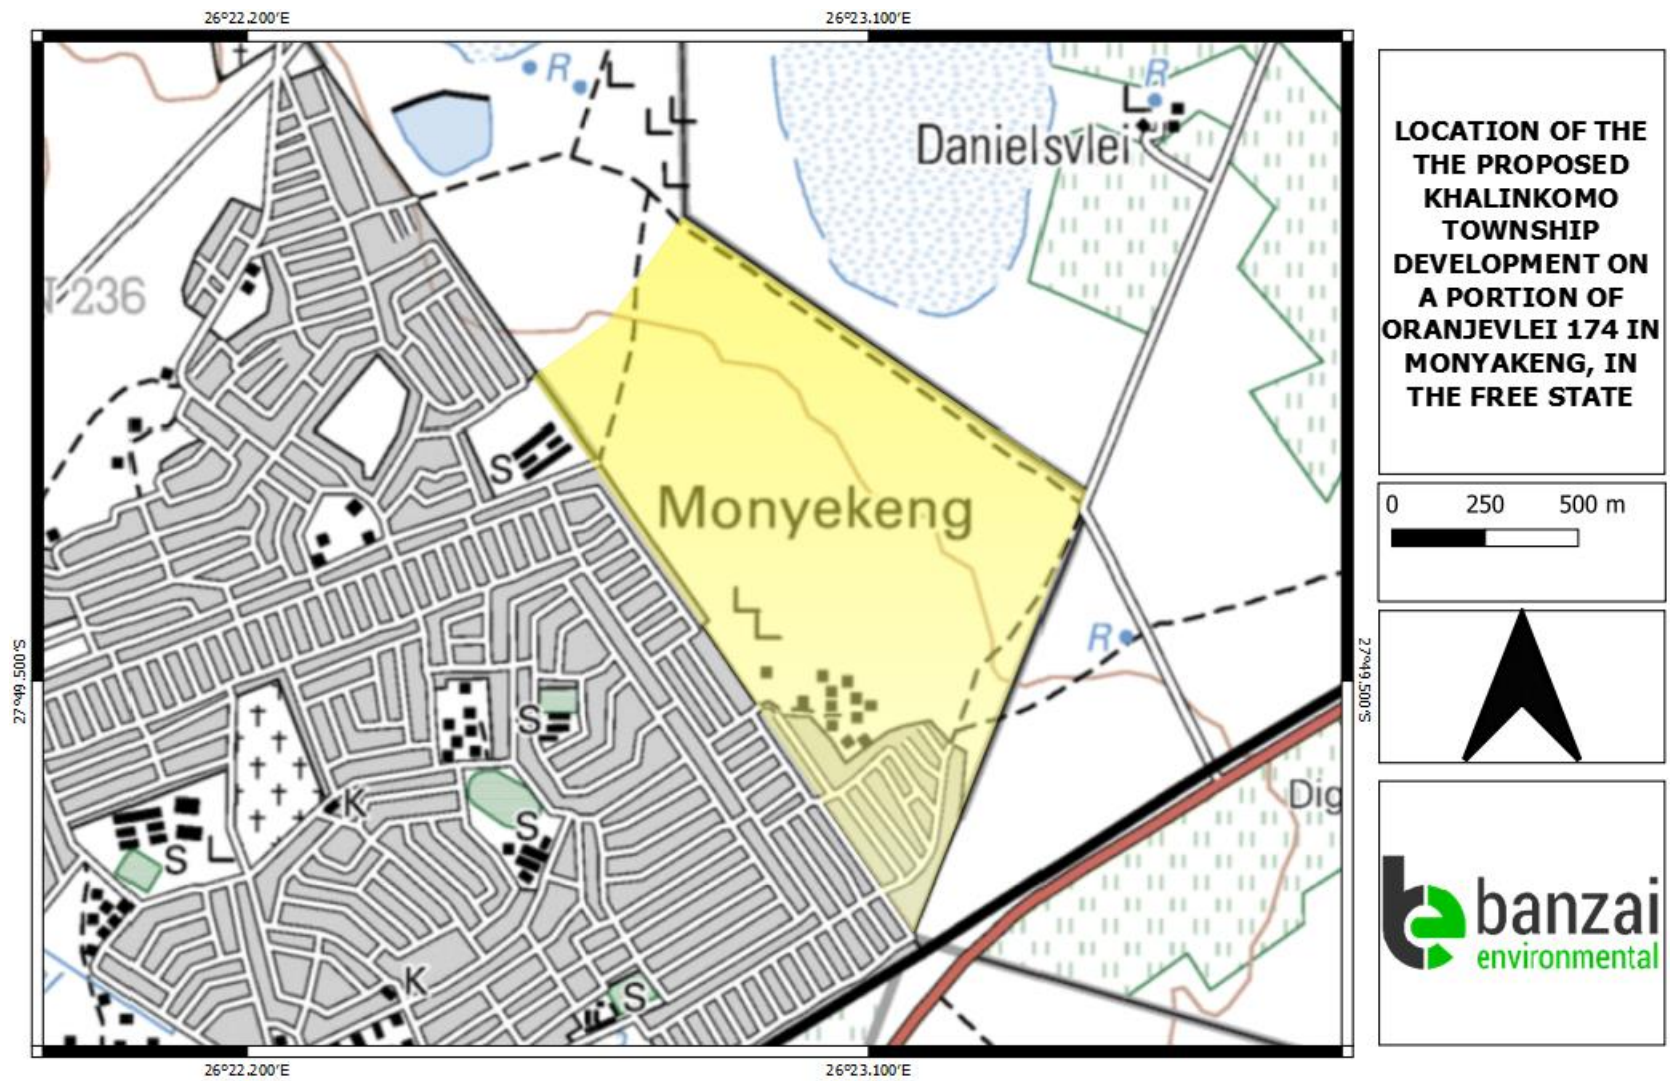 26°22.200'E
26°23.100'E
R
R
Danielsvlei
236
S
Monyekeng
R
27°49.500'S
27°49.500'S
S
K
S
S
Dig
K
S
26°22.200'E
26°23.100'E
LOCATION OF THE
THE PROPOSED
KHALINKOMO
TOWNSHIP
DEVELOPMENT ON
A PORTION OF
ORANJEVLEI 174 IN
MONYAKENG, IN
THE FREE STATE
0 250 500 m
banzai
environmental